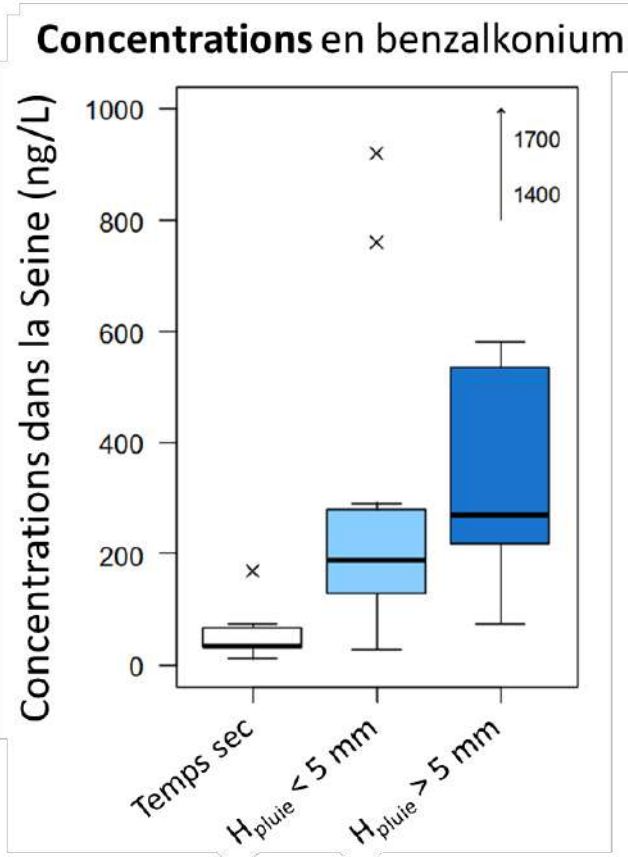 Concentrations en benzalkonium
Concentrations dans la Seine (ng/L)
1000
800
600
400
200
0
1700
1400
Temps sec
Hpluie < 5 mm
Hpluie > 5 mm